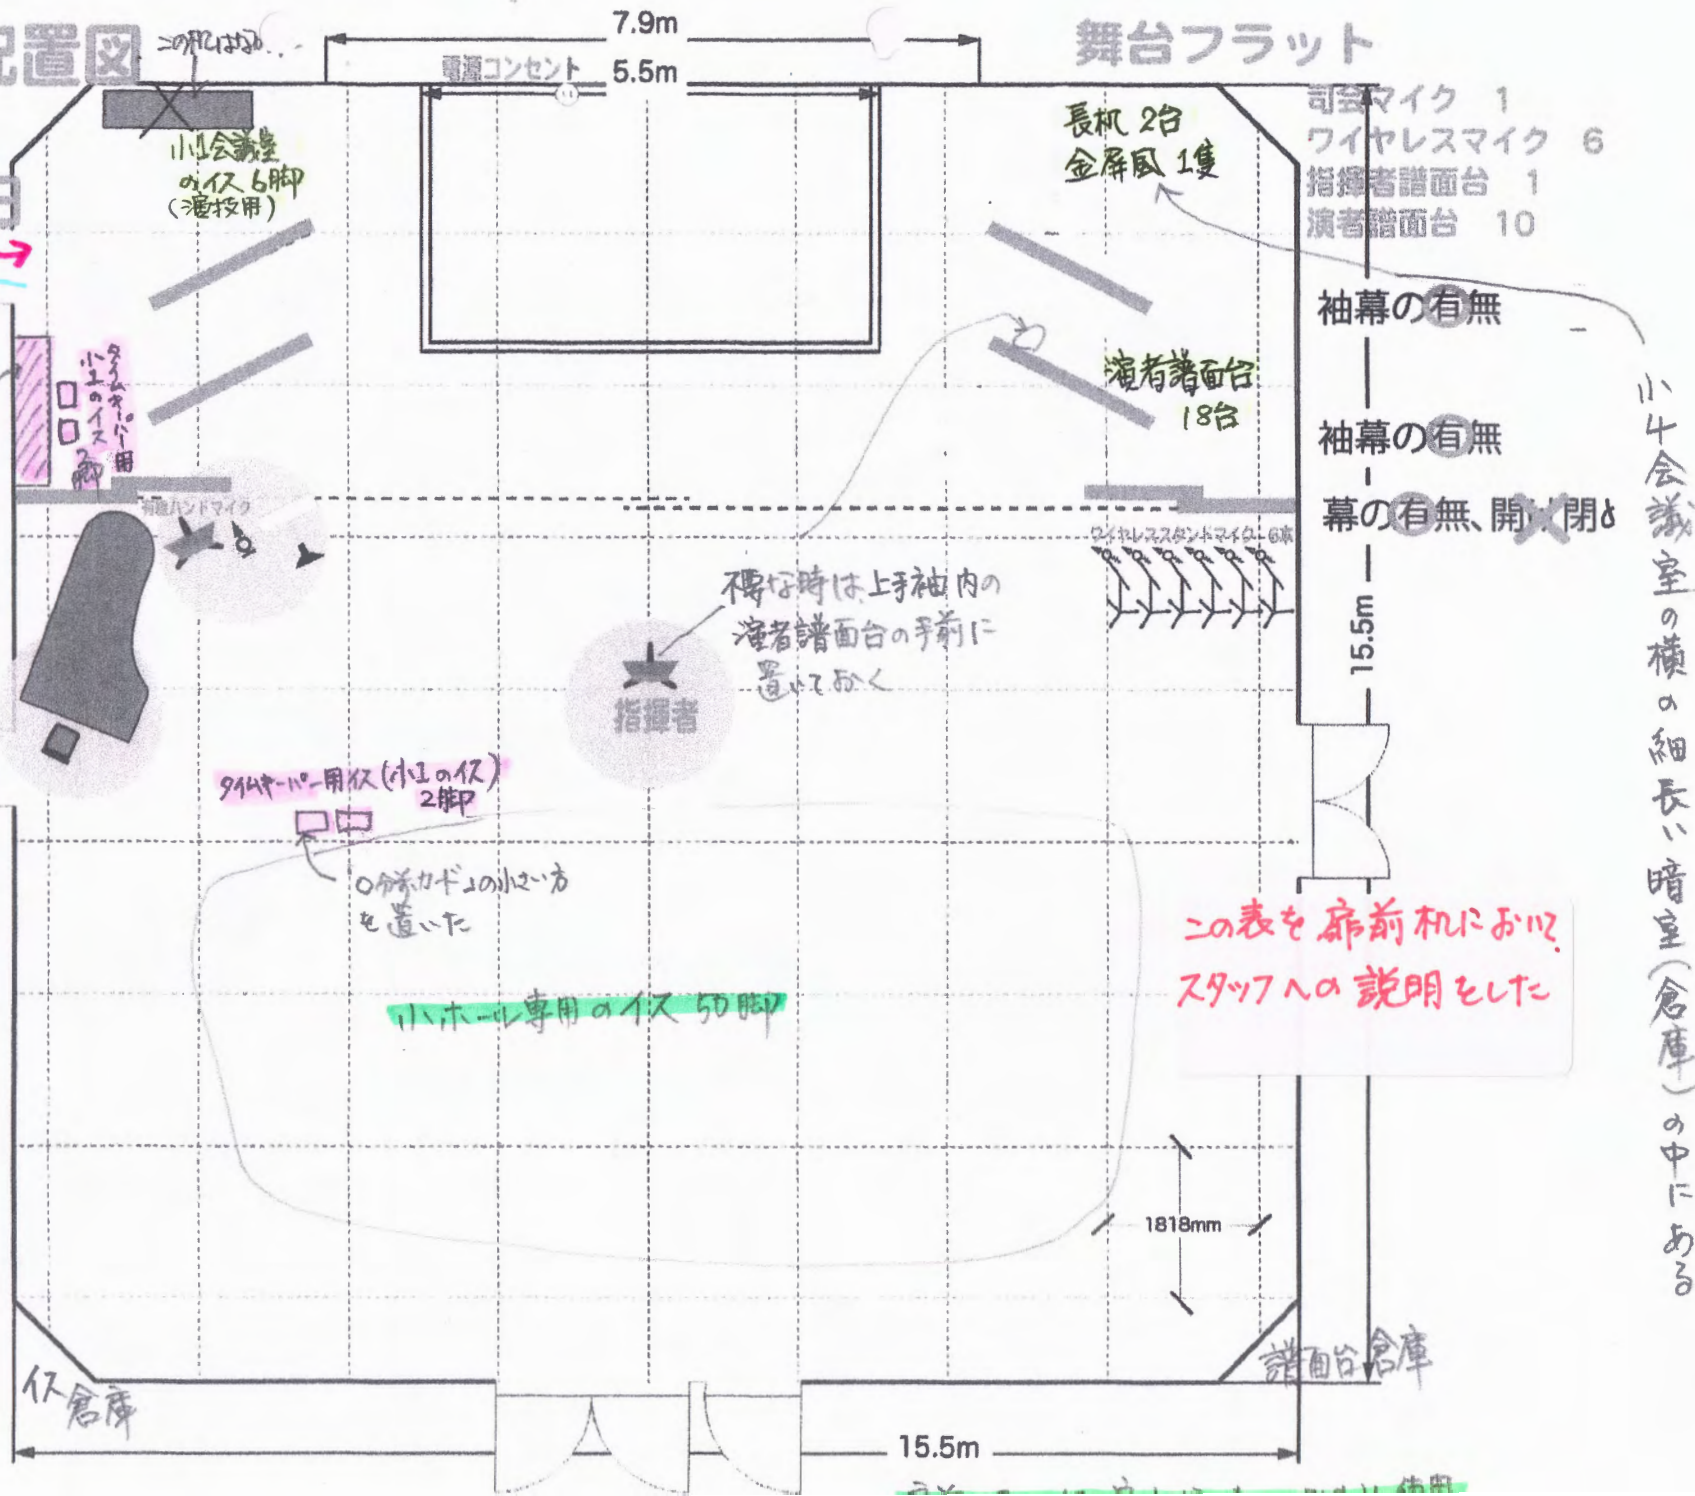 配置図
この机はなし...
7.9m
電源コンセント
5.5m
舞台フラット
司会マイク 1
ワイヤレスマイク 6
指揮者譜面台 1
演者譜面台 10
長机 2台
金屏風 1隻
小1会議室
のイス 6脚
(演技用)
袖幕の有無
袖幕の有無
幕の有無、開 閉
タイムキーパー用
小1のイス
2脚
演者譜面台
18台
有線ハンドマイク
ワイヤレススタンドマイク 6本
不要な時は上手袖内の
演者譜面台の手前に
置いておく
指揮者
15.5m
小4会議室の横の細長い暗室(倉庫)の中にある
タイムキーパー用イス(小1のイス)
2脚
の小さい方
を置いた
この表を扉前机において
スタッフへの説明をした
小ホール専用のイス 50脚
1818mm
イス倉庫
譜面台倉庫
15.5m